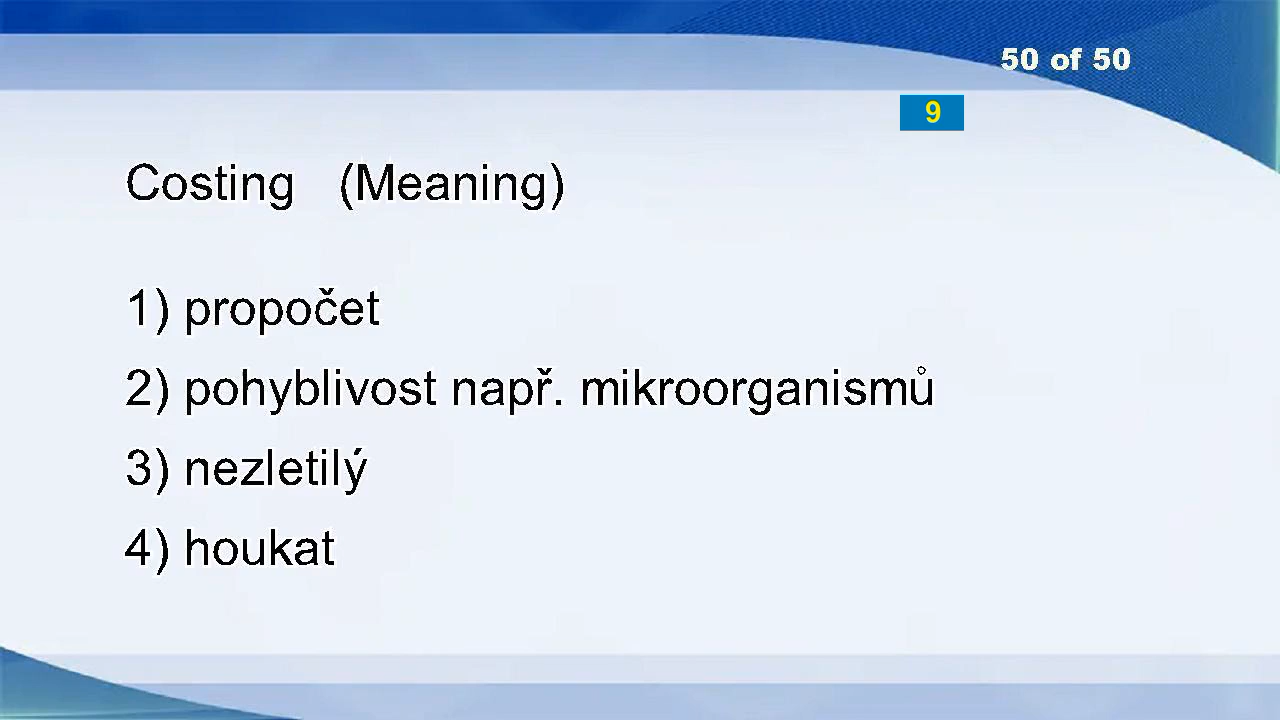 50 of 50
9
Costing (Meaning)
1) propočet
2) pohyblivost např. mikroorganismů
3) nezletilý
4) houkat